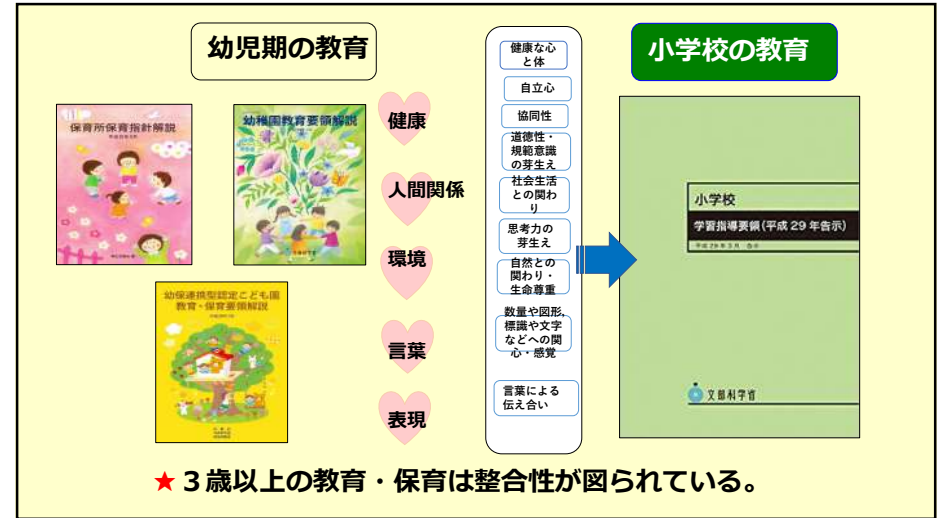 幼児期の教育
保育所保育指針解説
幼稚園教育要領解説
幼保連携型認定こども園
教育・保育要領解説
健康
人間関係
環境
言葉
表現
健康な心
と体
自立心
協同性
道徳性・
規範意識
の芽生え
社会生活
との関わ
り
思考力の
芽生え
自然との
関わり・
生命尊重
数量や図形,
標識や文字
などへの関
心・感覚
言葉による
伝え合い
小学校の教育
小学校
学習指導要領(平成 29 年告示)
平成 29 年 3 月 告示
文部科学省
★３歳以上の教育・保育は整合性が図られている。